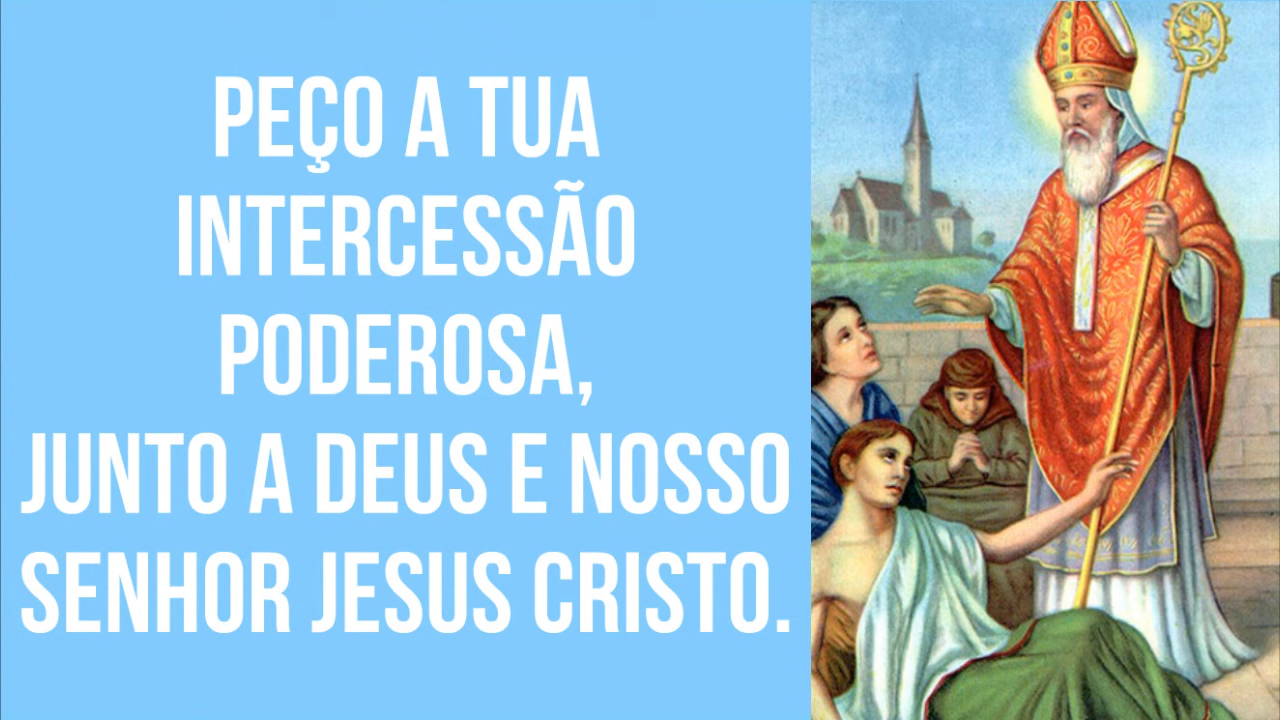 PEÇO A TUA
INTERCESSÃO
PODEROSA,
JUNTO A DEUS E NOSSO
SENHOR JESUS CRISTO.